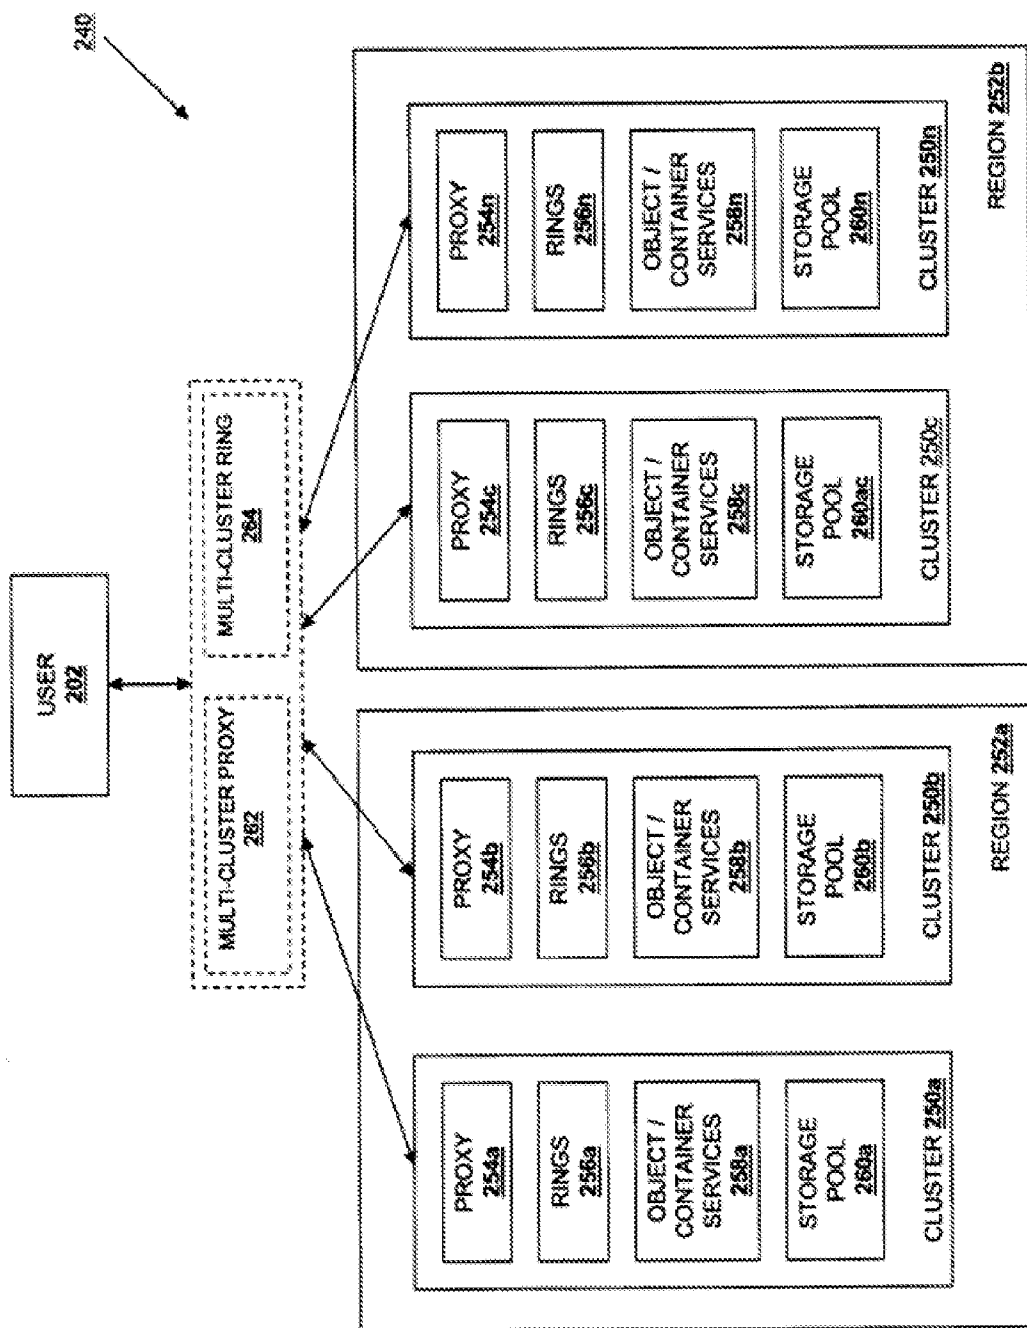 240
USER
202
MULTI-CLUSTER PROXY
262
MULTI-CLUSTER RING
264
PROXY
254a
RINGS
256a
OBJECT /
CONTAINER
SERVICES
258a
STORAGE
POOL
260a
CLUSTER 250a
PROXY
254b
RINGS
256b
OBJECT /
CONTAINER
SERVICES
258b
STORAGE
POOL
260b
CLUSTER 250b
REGION 252a
PROXY
254c
RINGS
256c
OBJECT /
CONTAINER
SERVICES
258c
STORAGE
POOL
260ac
CLUSTER 250c
PROXY
254n
RINGS
256n
OBJECT /
CONTAINER
SERVICES
258n
STORAGE
POOL
260n
CLUSTER 250n
REGION 252b